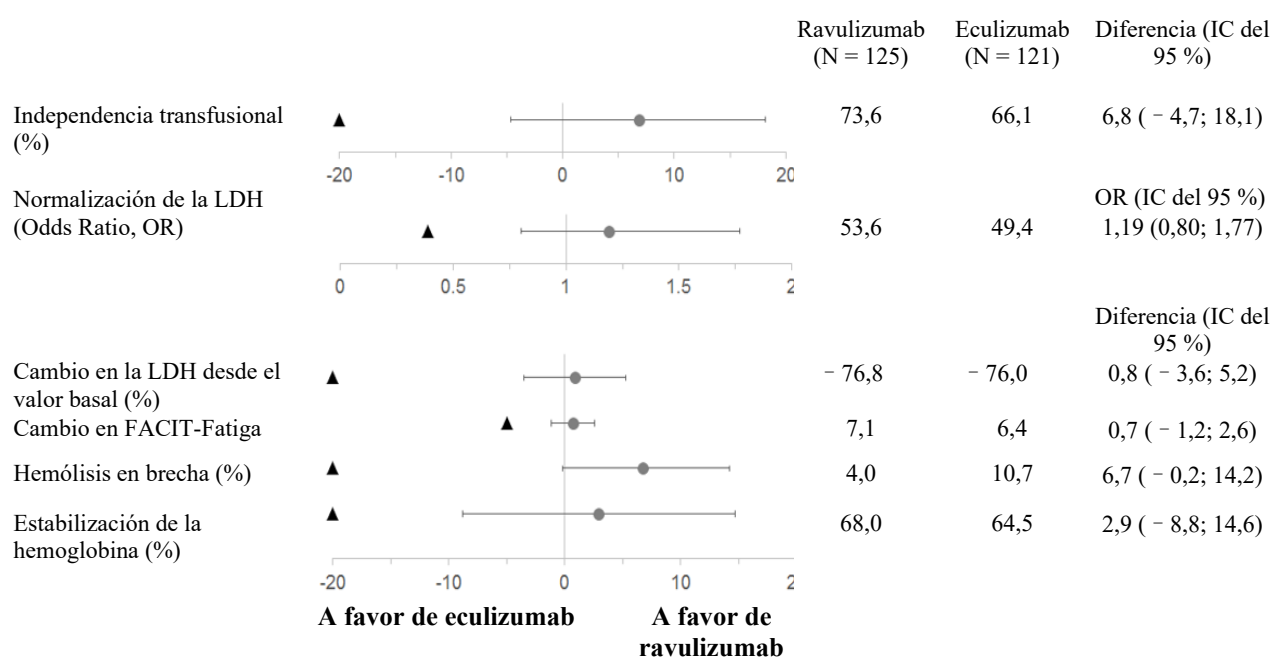 Ravulizumab Eculizumab Diferencia (IC del
(N = 125) (N = 121) 95 %)
Independencia transfusional 73,6 66,1 6,8 ( − 4,7; 18,1)
(%)
-20 -10 0 10 20
Normalización de la LDH OR (IC del 95 %)
(Odds Ratio, OR) 53,6 49,4 1,19 (0,80; 1,77)
0 0.5 1 1.5 2
Diferencia (IC del
95 %)
Cambio en la LDH desde el − 76,8 − 76,0 0,8 ( − 3,6; 5,2)
valor basal (%)
Cambio en FACIT-Fatiga 7,1 6,4 0,7 ( − 1,2; 2,6)
Hemólisis en brecha (%) 4,0 10,7 6,7 ( − 0,2; 14,2)
Estabilización de la 68,0 64,5 2,9 ( − 8,8; 14,6)
hemoglobina (%)
-20 -10 0 10 2
A favor de eculizumab A favor de
ravulizumab